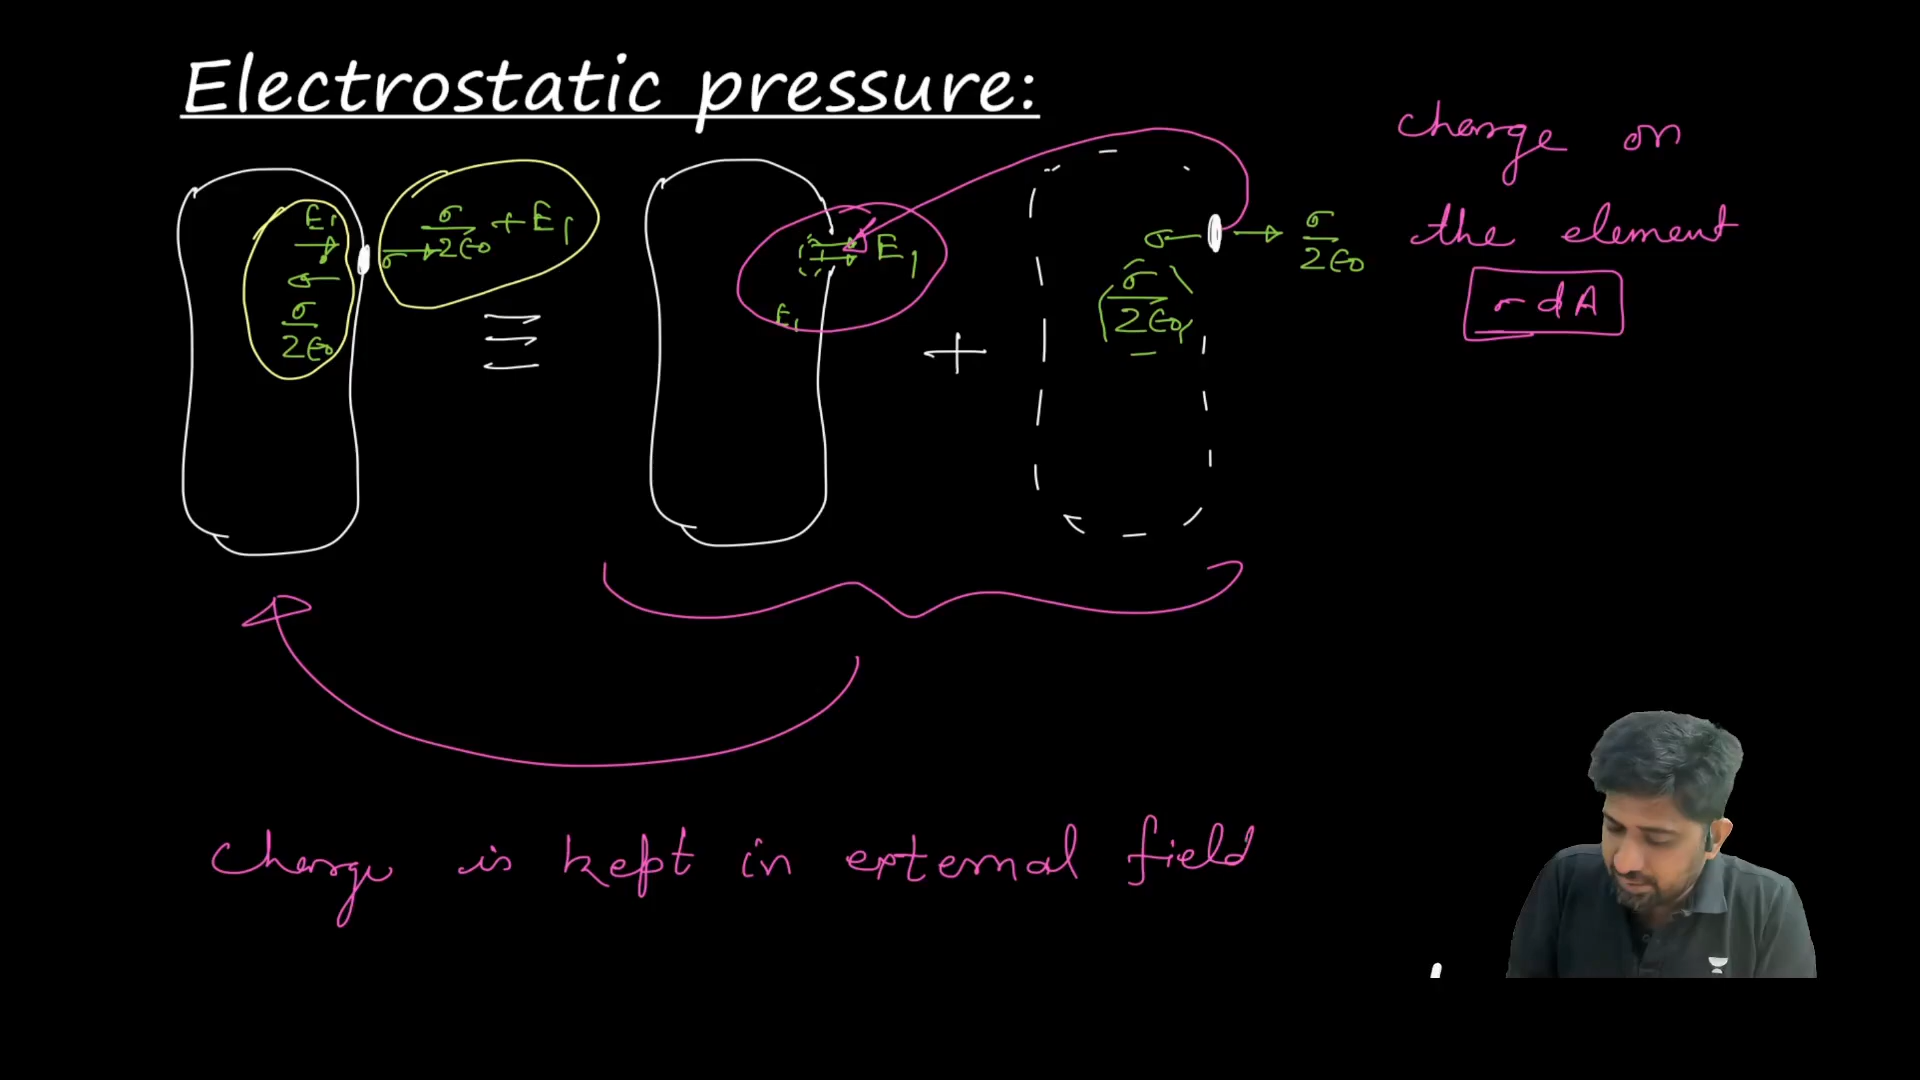 Electrostatic pressure:
E₁
σ/2ε₀
σ/2ε₀ + E₁
≡
E₁
E₁
+
σ/2ε₀
σ/2ε₀
charge on
the element
σ dA
Charge is kept in external field